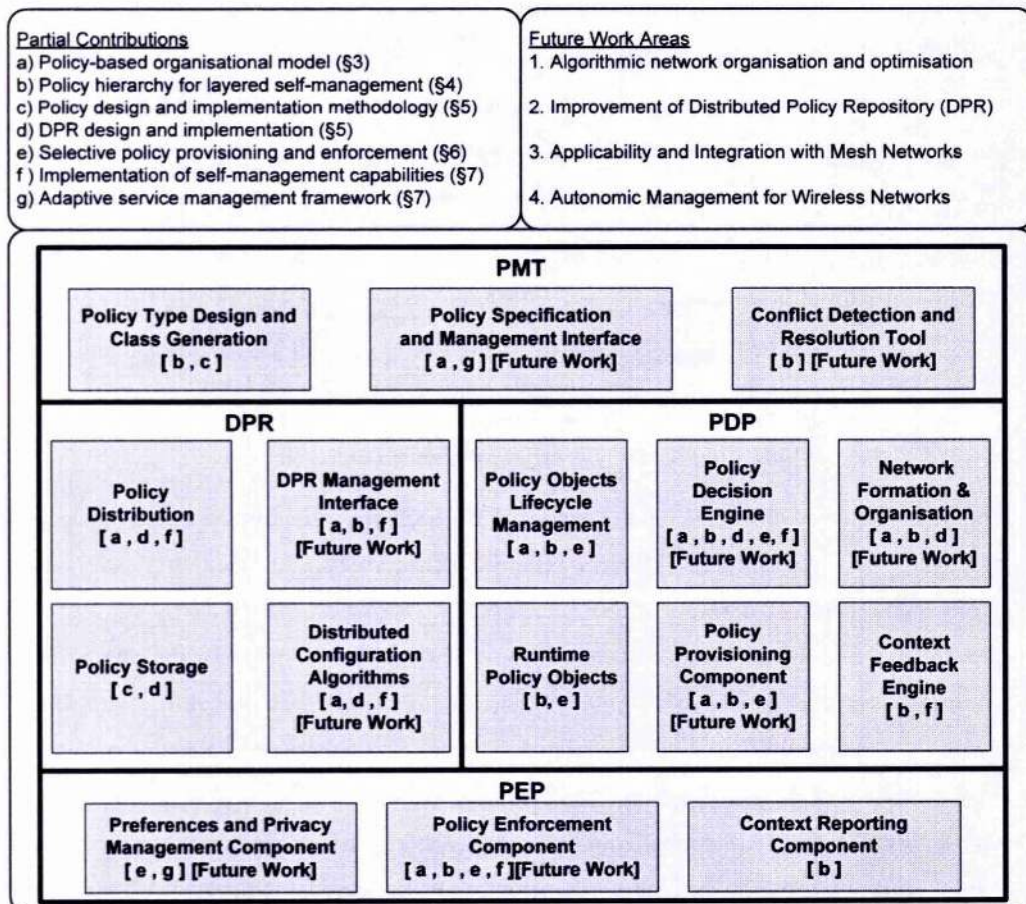 Partial Contributions
a) Policy-based organisational model (§3)
b) Policy hierarchy for layered self-management (§4)
c) Policy design and implementation methodology (§5)
d) DPR design and implementation (§5)
e) Selective policy provisioning and enforcement (§6)
f ) Implementation of self-management capabilities (§7)
g) Adaptive service management framework (§7)
Future Work Areas
1. Algorithmic network organisation and optimisation
2. Improvement of Distributed Policy Repository (DPR)
3. Applicability and Integration with Mesh Networks
4. Autonomic Management for Wireless Networks
PMT
Policy Type Design and
Class Generation
[ b , c ]
Policy Specification
and Management Interface
[ a , g ] [Future Work]
Conflict Detection and
Resolution Tool
[ b ] [Future Work]
DPR
Policy
Distribution
[ a , d , f ]
DPR Management
Interface
[ a, b , f ]
[Future Work]
Policy Storage
[ c , d ]
Distributed
Configuration
Algorithms
[ a, d , f ]
[Future Work]
PDP
Policy Objects
Lifecycle
Management
[ a , b , e ]
Policy
Decision
Engine
[ a , b , d , e , f ]
[Future Work]
Network
Formation &
Organisation
[ a , b , d ]
[Future Work]
Runtime
Policy Objects
[ b, e ]
Policy
Provisioning
Component
[ a , b , e ]
[Future Work]
Context
Feedback
Engine
[ b , f ]
PEP
Preferences and Privacy
Management Component
[ e , g ] [Future Work]
Policy Enforcement
Component
[ a , b , e , f ][Future Work]
Context Reporting
Component
[ b ]